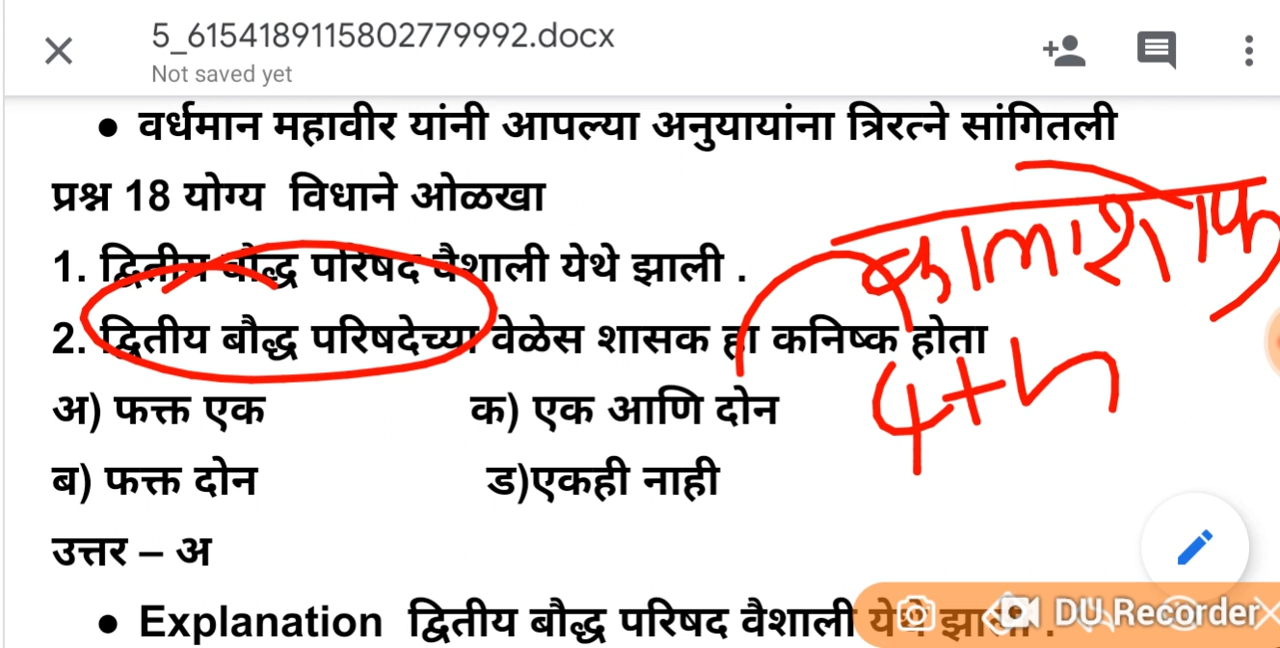 5_6154189115802779992.docx
Not saved yet
• वर्धमान महावीर यांनी आपल्या अनुयायांना त्रिरत्ने सांगितली
प्रश्न 18 योग्य विधाने ओळखा
1. द्वितीय बौद्ध परिषद वैशाली येथे झाली .
कालाशोक
2. द्वितीय बौद्ध परिषदेच्या वेळेस शासक हा कनिष्क होता
4+h
अ) फक्त एक क) एक आणि दोन
ब) फक्त दोन ड)एकही नाही
उत्तर – अ
• Explanation द्वितीय बौद्ध परिषद वैशाली येथे झाली .
DU Recorder